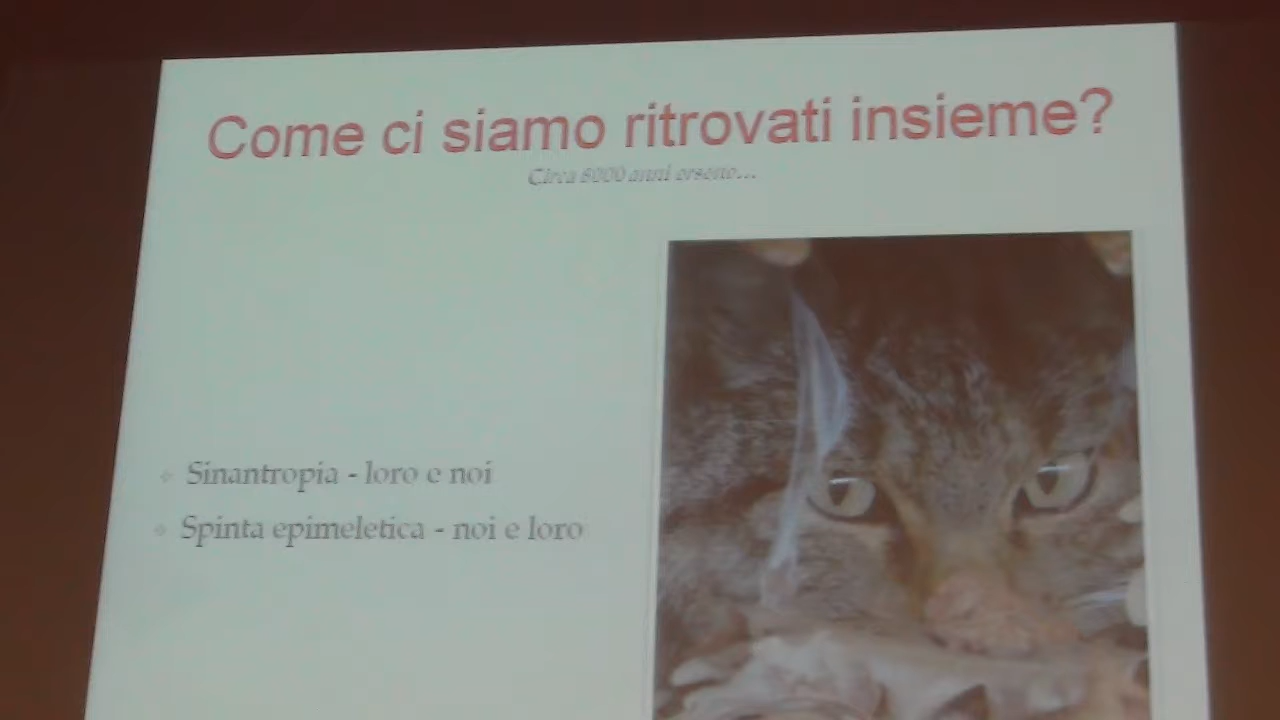 Come ci siamo ritrovati insieme?
Circa 8000 anni orsono...
Sinantropia - loro e noi
Spinta epimeletica - noi e loro